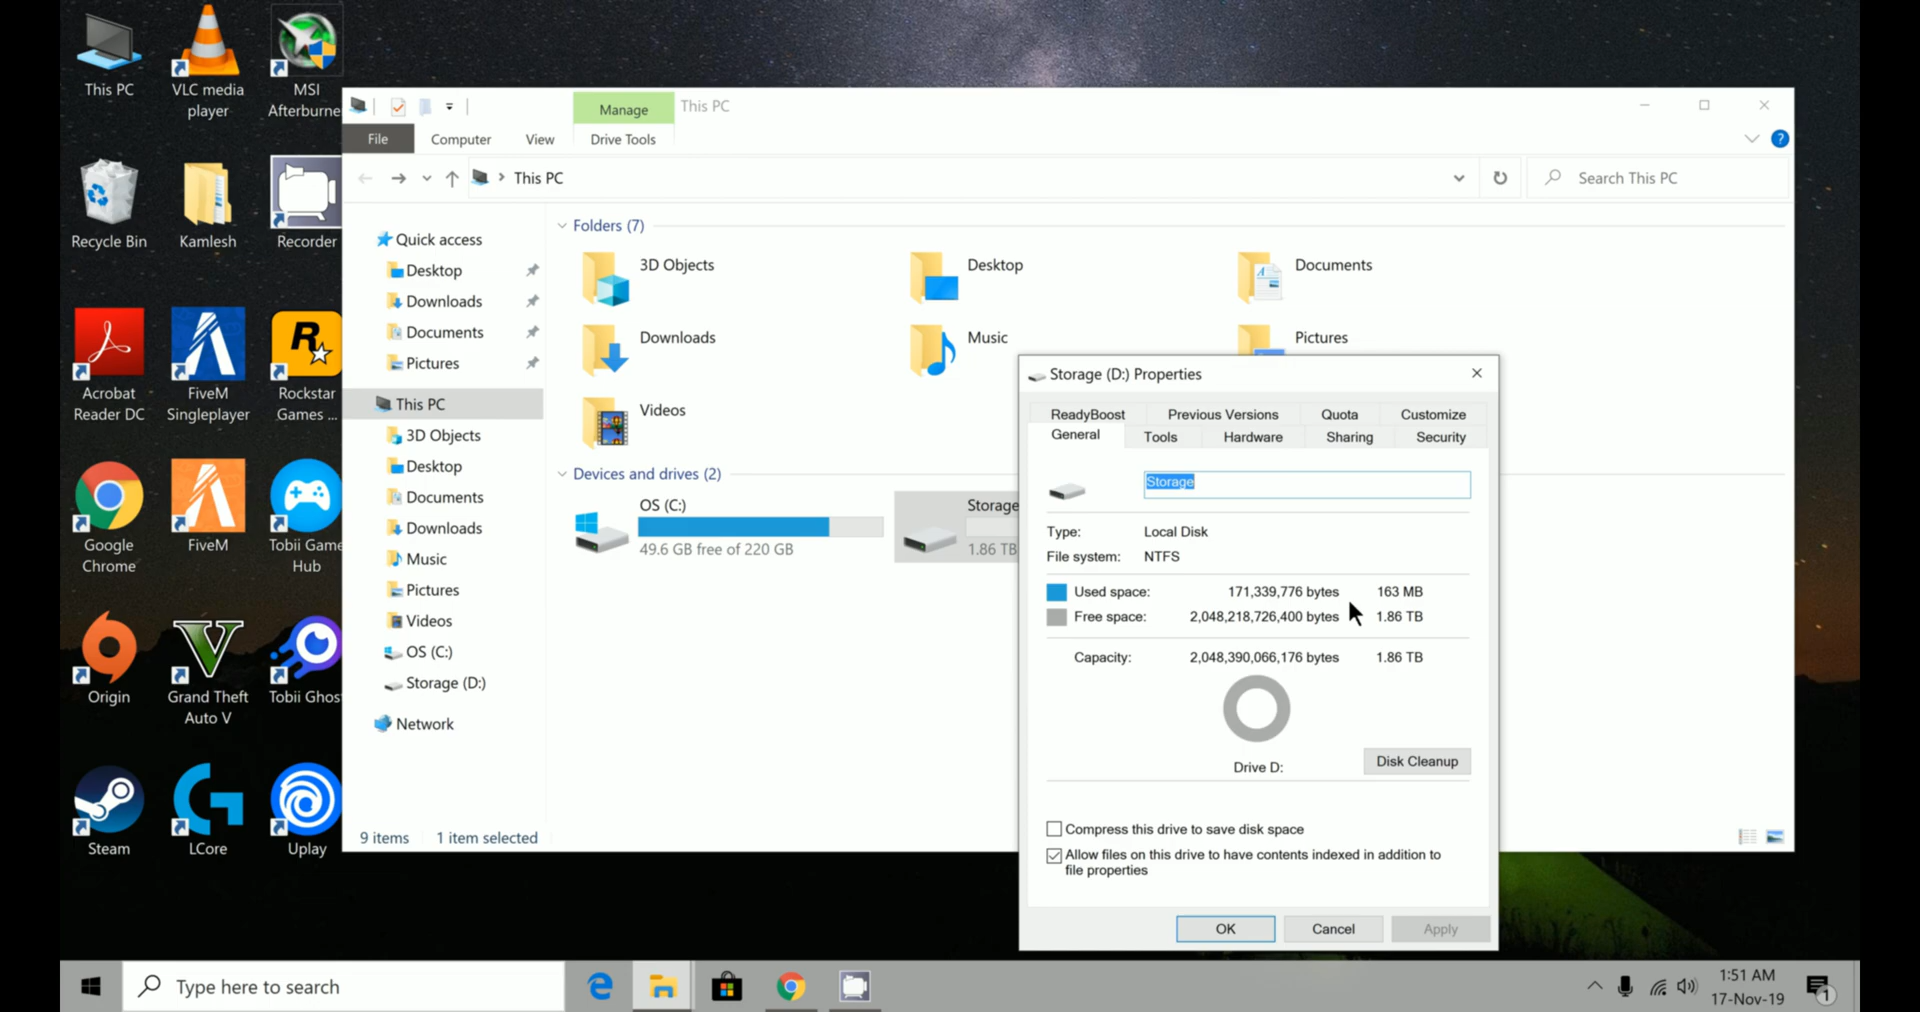 This PC
VLC media
player
MSI
Afterburne
Recycle Bin
Kamlesh
Recorder
Acrobat
Reader DC
FiveM
Singleplayer
Rockstar
Games ...
Google
Chrome
FiveM
Tobii Game
Hub
Origin
Grand Theft
Auto V
Tobii Ghos
Steam
LCore
Uplay
Manage
This PC
File
Computer
View
Drive Tools
?
This PC
Search This PC
Quick access
Desktop
Downloads
Documents
Pictures
This PC
3D Objects
Desktop
Documents
Downloads
Music
Pictures
Videos
OS (C:)
Storage (D:)
Network
Folders (7)
3D Objects
Desktop
Documents
Downloads
Music
Pictures
Videos
Devices and drives (2)
OS (C:)
49.6 GB free of 220 GB
Storage
1.86 TB
9 items
1 item selected
Storage (D:) Properties
ReadyBoost
Previous Versions
Quota
Customize
General
Tools
Hardware
Sharing
Security
Storage
Type: Local Disk
File system: NTFS
Used space: 171,339,776 bytes 163 MB
Free space: 2,048,218,726,400 bytes 1.86 TB
Capacity: 2,048,390,066,176 bytes 1.86 TB
Drive D:
Disk Cleanup
Compress this drive to save disk space
Allow files on this drive to have contents indexed in addition to
file properties
OK
Cancel
Apply
Type here to search
1:51 AM
17-Nov-19
1